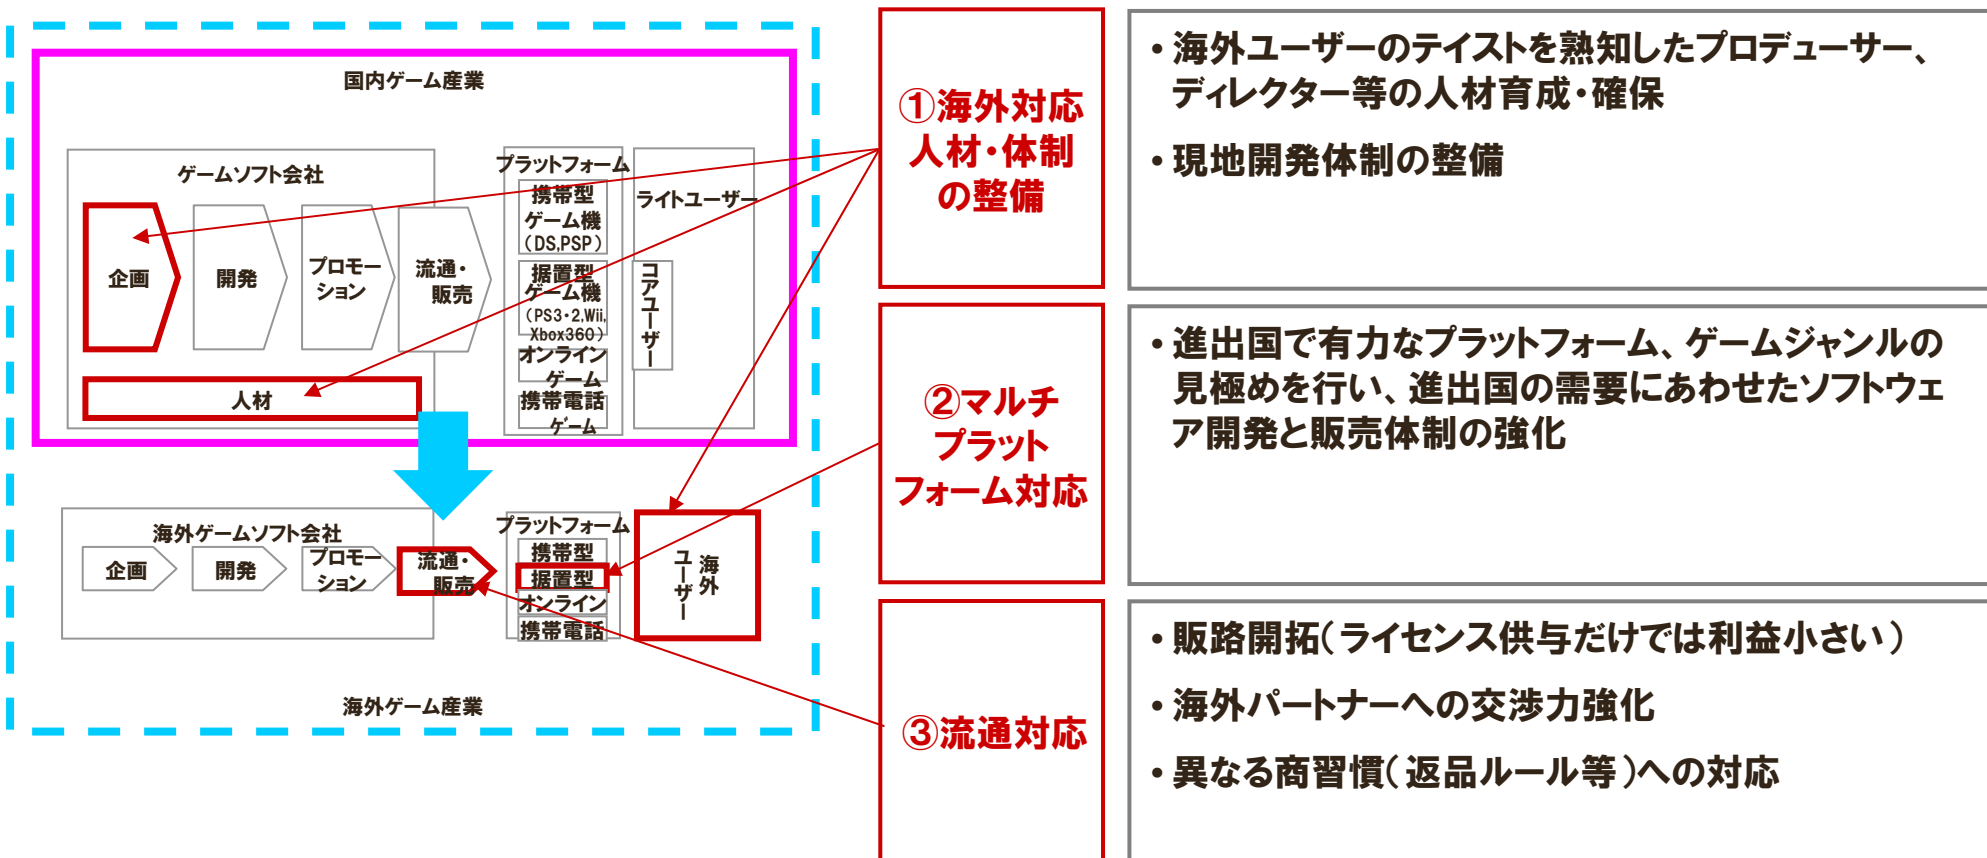 国内ゲーム産業
ゲームソフト会社
企画
開発
プロモー
ション
流通・
販売
人材
プラットフォーム
携帯型
ゲーム機
（DS,PSP）
据置型
ゲーム機
（PS3・2,Wii,
Xbox360）
オンライン
ゲーム
携帯電話
ゲーム
ライトユーザー
コアユーザー
海外ゲームソフト会社
企画
開発
プロモー
ション
流通・
販売
プラットフォーム
携帯型
据置型
オンライン
携帯電話
海外
ユーザー
海外ゲーム産業
①海外対応
人材・体制
の整備
・海外ユーザーのテイストを熟知したプロデューサー、
ディレクター等の人材育成・確保
・現地開発体制の整備
②マルチ
プラット
フォーム対応
・進出国で有力なプラットフォーム、ゲームジャンルの
見極めを行い、進出国の需要にあわせたソフトウェ
ア開発と販売体制の強化
③流通対応
・販路開拓（ライセンス供与だけでは利益小さい）
・海外パートナーへの交渉力強化
・異なる商習慣（返品ルール等）への対応